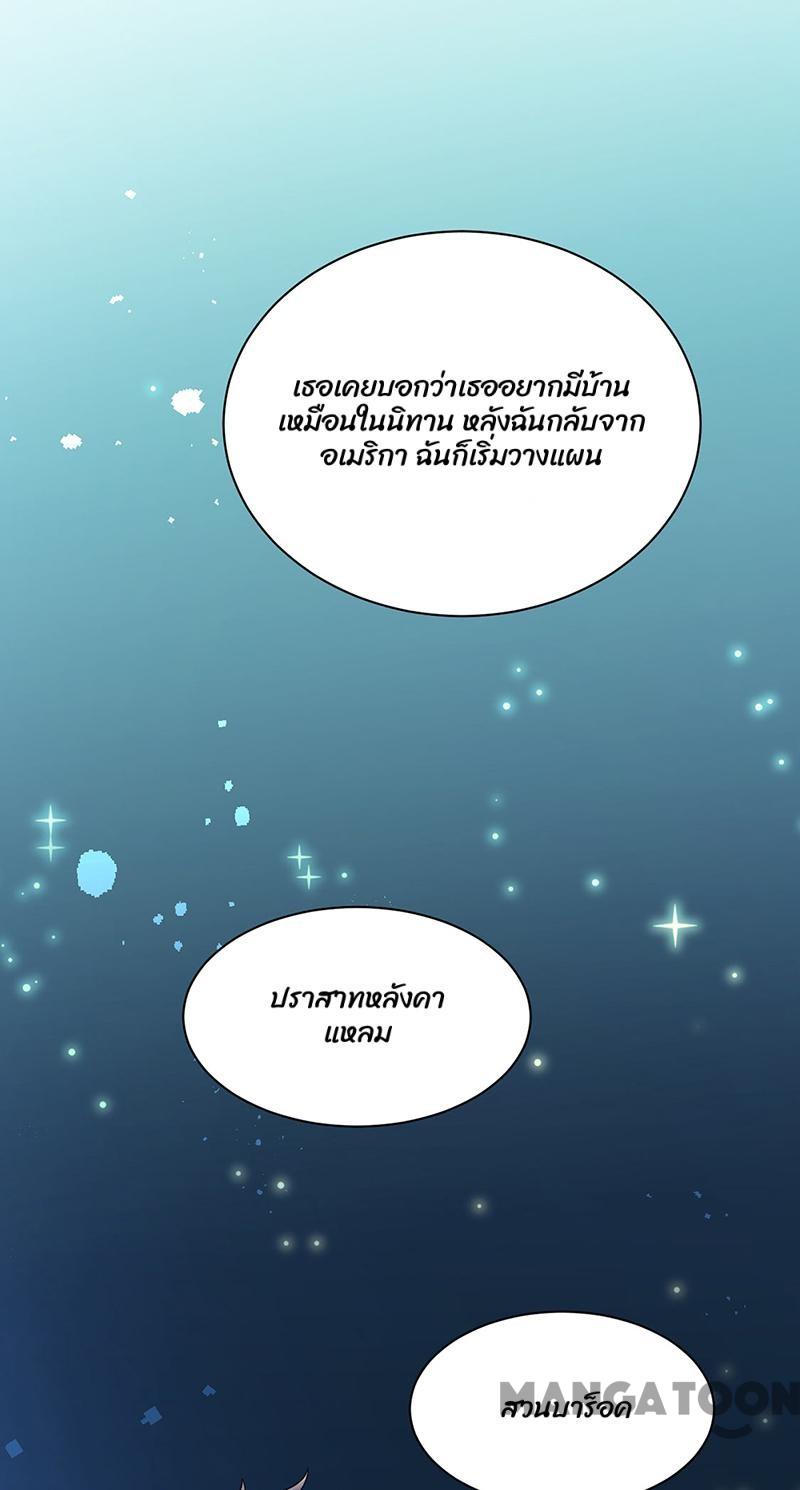 เธอเคยบอกว่าเธออยากมีบ้าน
เหมือนในนิทาน หลังฉันกลับจาก
อเมริกา ฉันก็เริ่มวางแผน
ปราสาทหลังคา
แหลม
สวนบาร็อค
MANGATOON